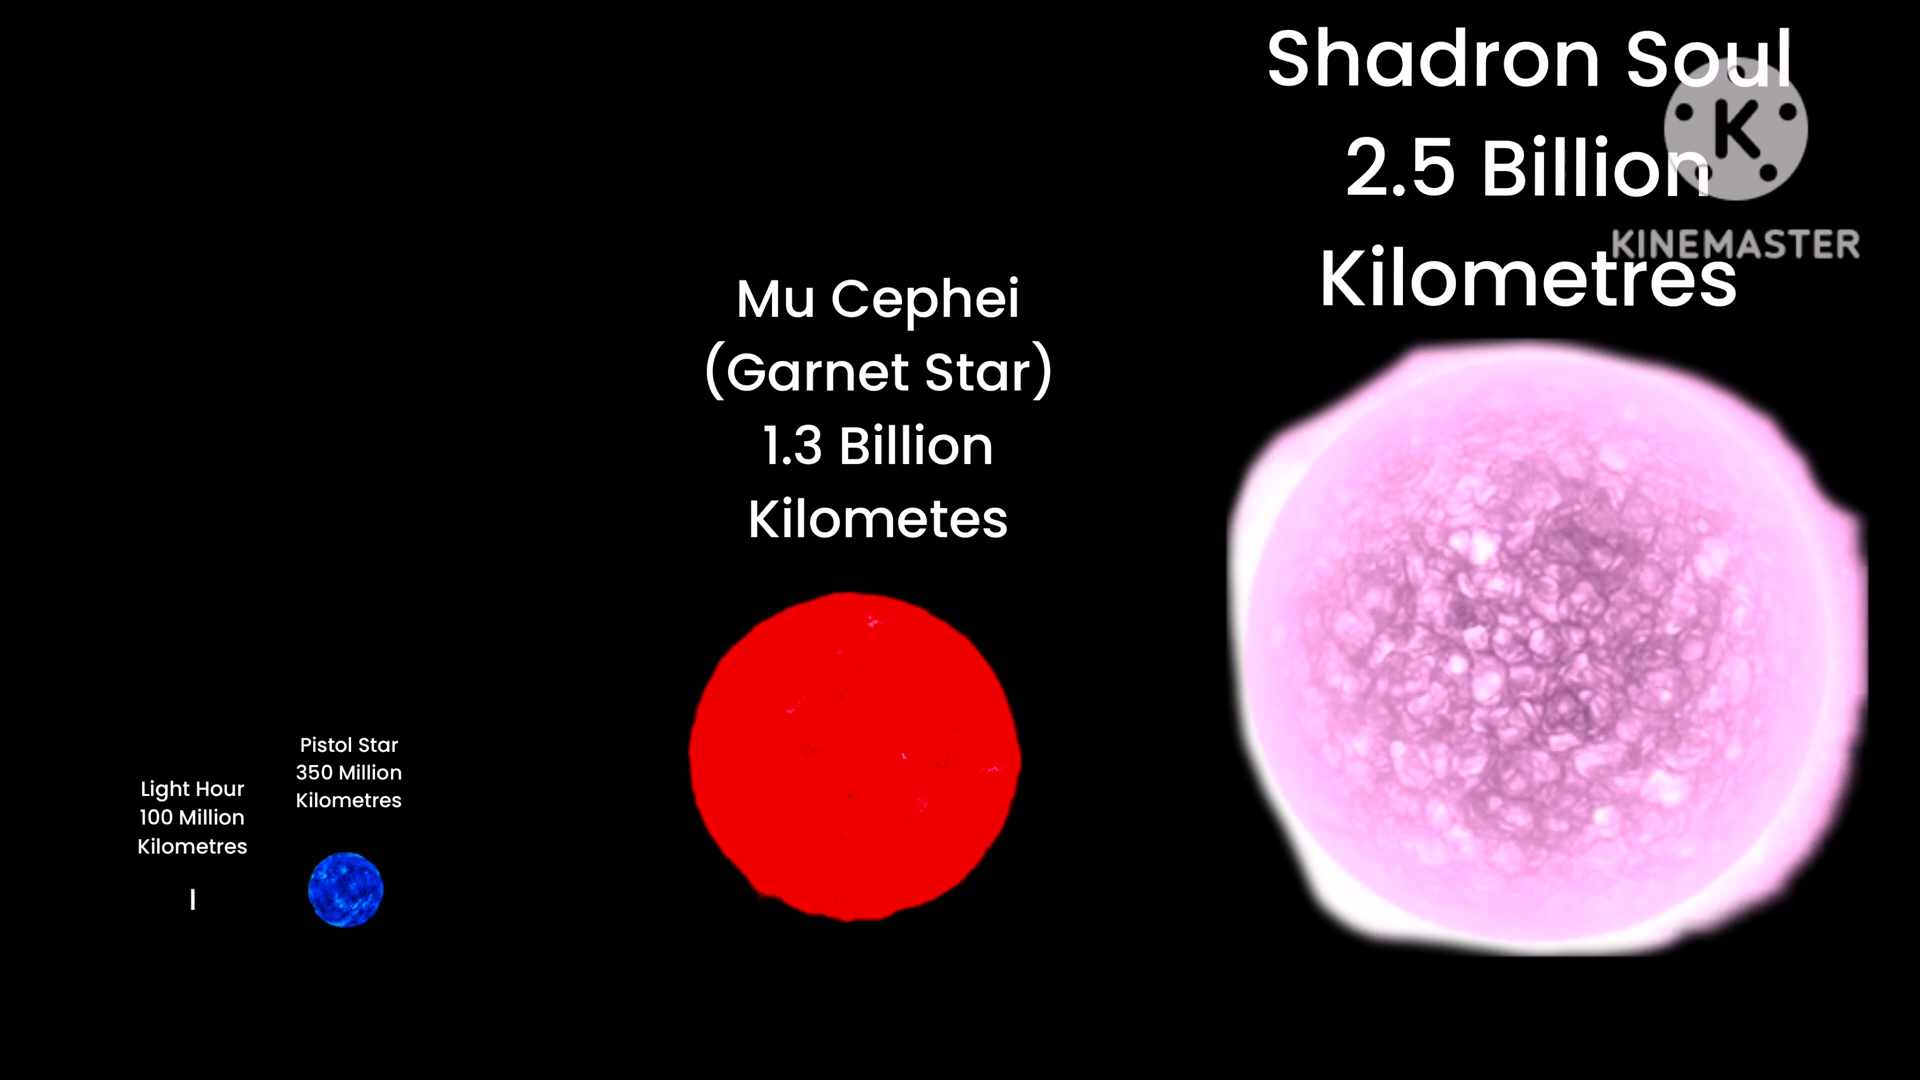 Light Hour
100 Million
Kilometres
Pistol Star
350 Million
Kilometres
Mu Cephei
(Garnet Star)
1.3 Billion
Kilometes
Shadron Soul
2.5 Billion
Kilometres
K
KINEMASTER